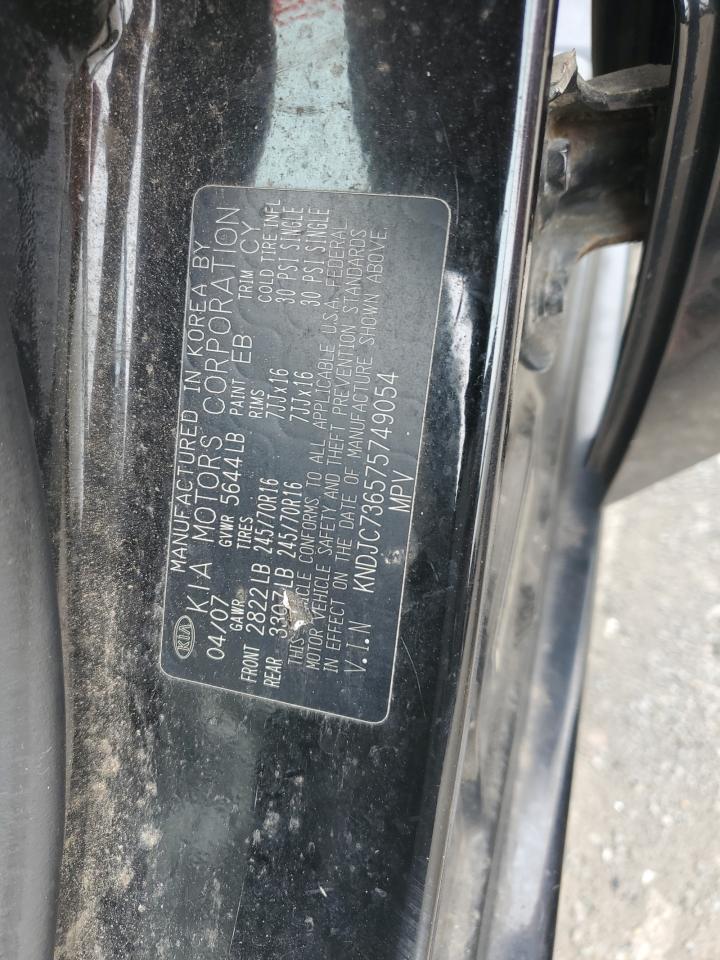 MANUFACTURED IN KOREA BY
KIA KIA MOTORS CORPORATION
04/07 GVWR 5644LB PAINT EB TRIM CY
GAWR TIRES RIMS COLD TIRE INFL
FRONT 2822LB 245/70R16 7JJx16 30 PSI SINGLE
REAR LB 245/70R16 7JJx16 30 PSI SINGLE
THIS VEHICLE CONFORMS TO ALL APPLICABLE U.S.A. FEDERAL
MOTOR VEHICLE SAFETY AND THEFT PREVENTION STANDARDS
IN EFFECT ON THE DATE OF MANUFACTURE SHOWN ABOVE.
V.I.N KNDJC736575749054
MPV